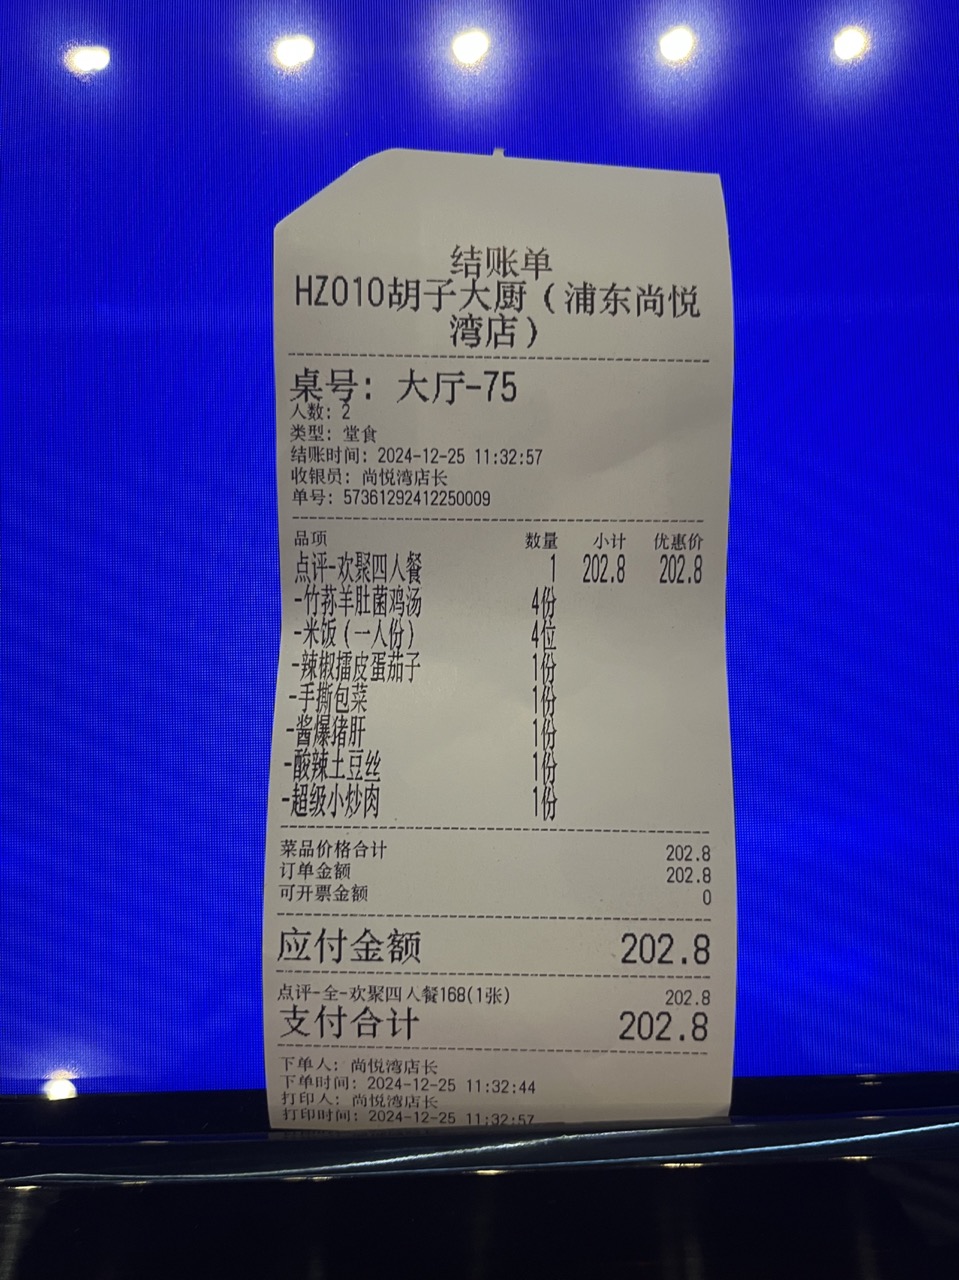 结账单
HZ010胡子大厨（浦东尚悦
湾店）
桌号：大厅-75
人数：2
类型：堂食
结账时间：2024-12-25 11:32:57
收银员：尚悦湾店长
单号：57361292412250009
品项 数量 小计 优惠价
点评-欢聚四人餐 1 202.8 202.8
-竹荪羊肚菌鸡汤 4份
-米饭（一人份） 4位
-辣椒擂皮蛋茄子 1份
-手撕包菜 1份
-酱爆猪肝 1份
-酸辣土豆丝 1份
-超级小炒肉 1份
菜品价格合计 202.8
订单金额 202.8
可开票金额 0
应付金额 202.8
点评-全-欢聚四人餐168(1张) 202.8
支付合计 202.8
下单人：尚悦湾店长
下单时间：2024-12-25 11:32:44
打印人：尚悦湾店长
打印时间：2024-12-25 11:32:57